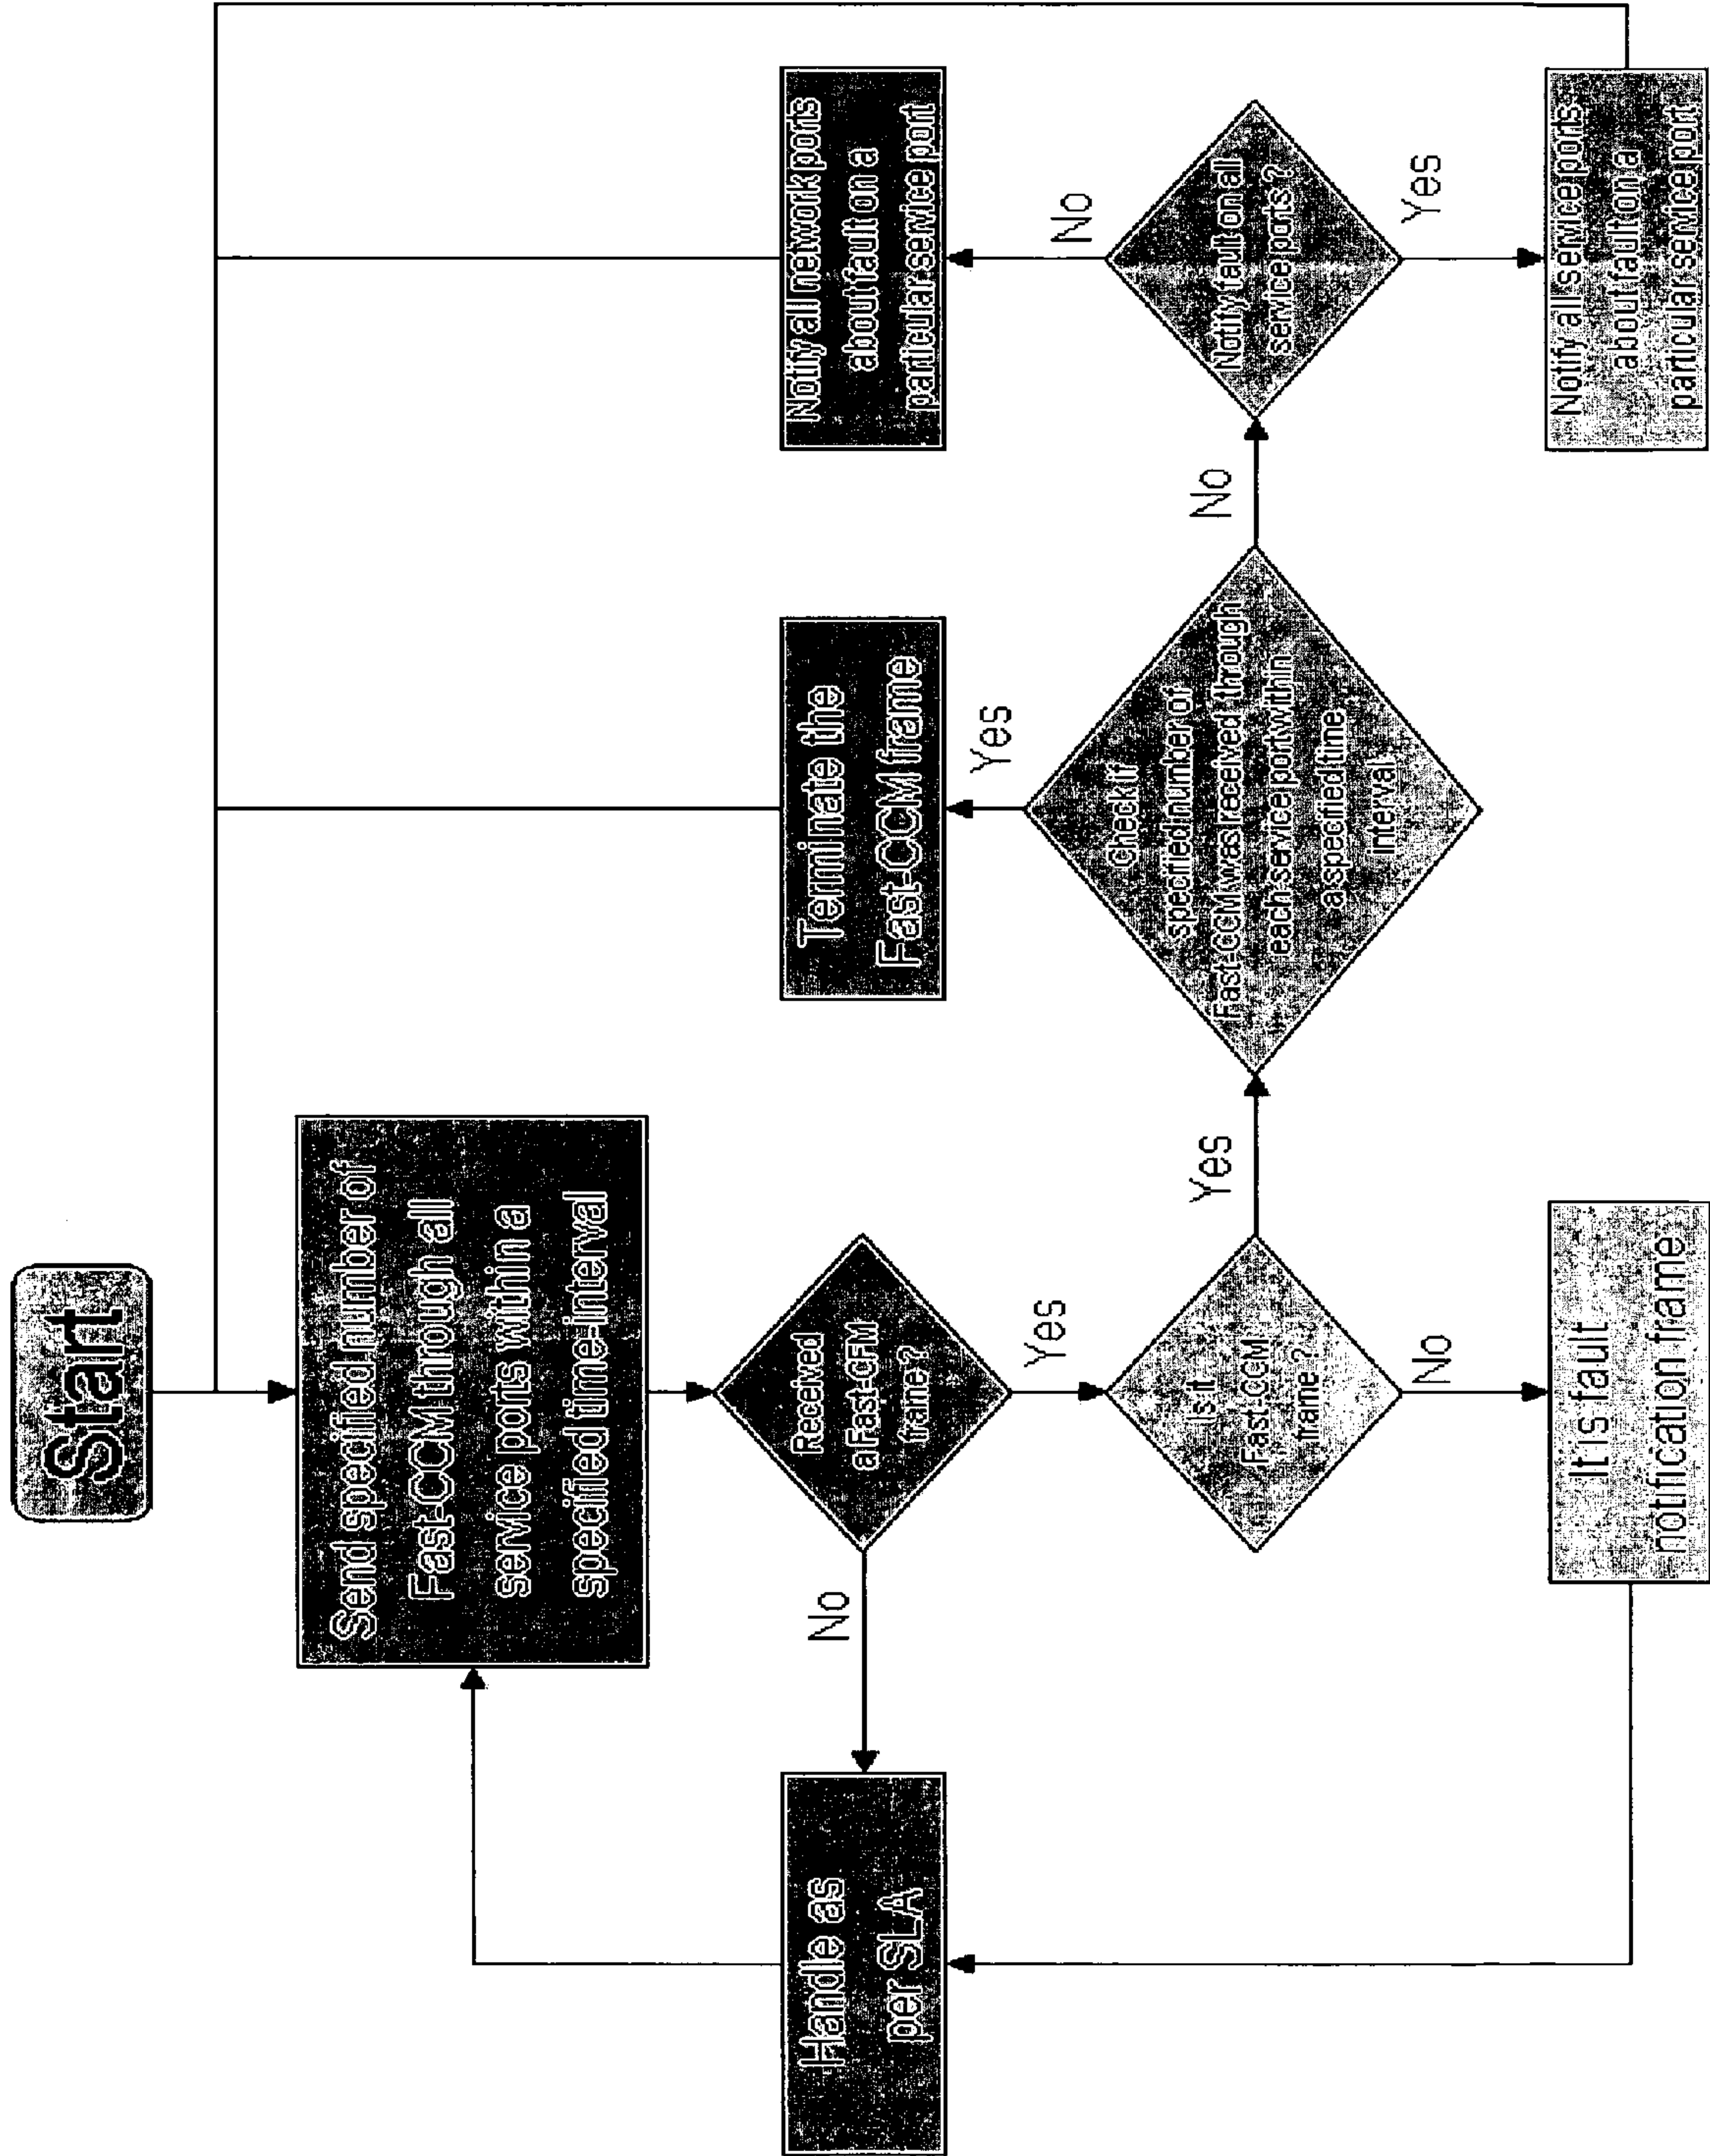 Start
Send specified number of
Fast-CCM through all
service ports within a
specified time-interval
Received
a Fast-CFM
frame?
No
Yes
Handle as
per SLA
Is it
Fast-CCM
frame ?
Yes
No
It is fault
notification frame
Check if
specified number of
Fast-CCM was received through
each service port within
a specified time
interval
Yes
No
Terminate the
Fast-CCM frame
Notify fault on all
service ports ?
No
Yes
Notify all network ports
about fault on a
particular service port
Notify all service ports
about fault on a
particular service port